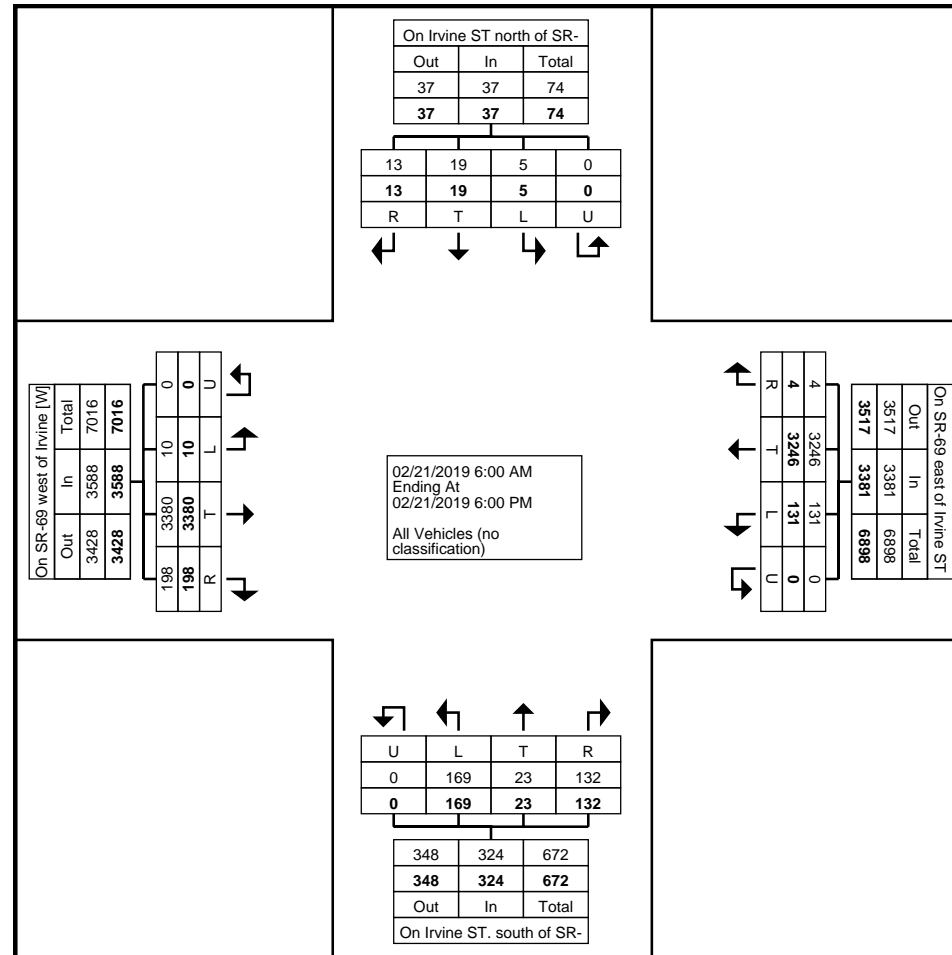 On Irvine ST north of SR-
Out In Total
37 37 74
37 37 74
13 19 5 0
13 19 5 0
R T L U
On SR-69 west of Irvine [W]
Out In Total
3428 3588 7016
3428 3588 7016
198 3380 10 0
198 3380 10 0
R T L U
02/21/2019 6:00 AM
Ending At
02/21/2019 6:00 PM
All Vehicles (no
classification)
On SR-69 east of Irvine ST
Out In Total
3517 3381 6898
3517 3381 6898
4 3246 131 0
4 3246 131 0
R T L U
U L T R
0 169 23 132
0 169 23 132
348 324 672
348 324 672
Out In Total
On Irvine ST. south of SR-